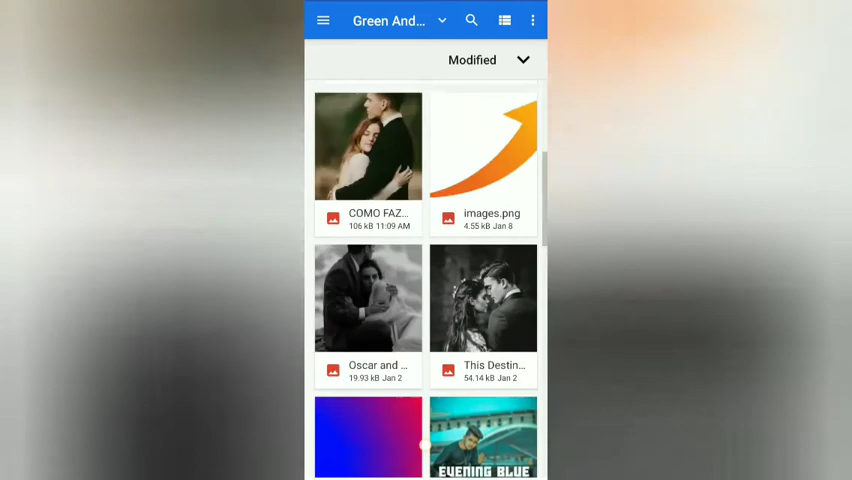 Green And...
Modified
COMO FAZ...
106 kB 11:09 AM
images.png
4.55 kB Jan 8
Oscar and ...
19.93 kB Jan 2
This Destin...
54.14 kB Jan 2
EVENING BLUE